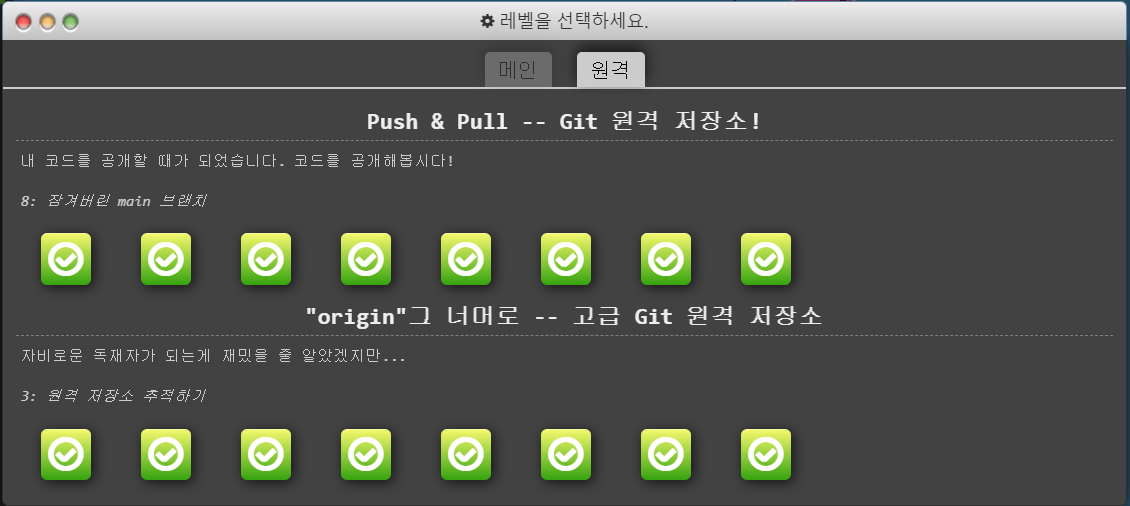 레벨을 선택하세요.
메인 원격
Push & Pull -- Git 원격 저장소!
내 코드를 공개할 때가 되었습니다. 코드를 공개해봅시다!
8: 잠겨버린 main 브랜치
"origin"그 너머로 -- 고급 Git 원격 저장소
자비로운 독재자가 되는게 재밌을 줄 알았겠지만...
3: 원격 저장소 추적하기